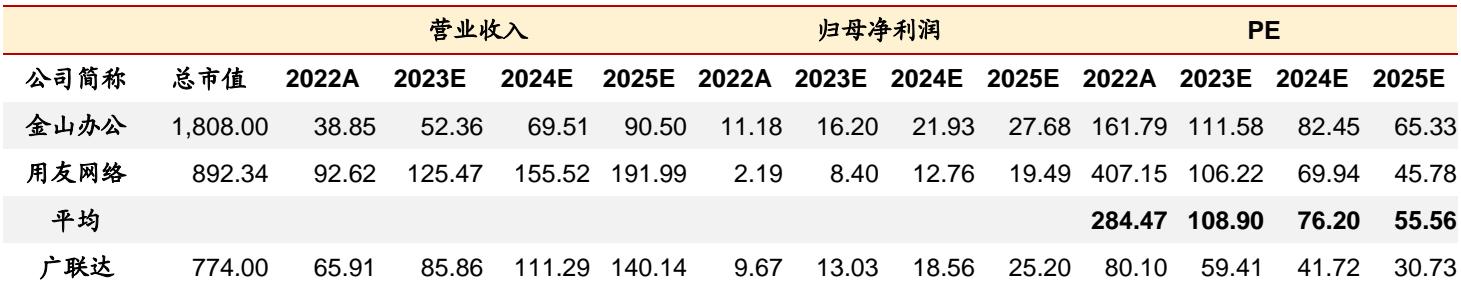 营业收入 归母净利润 PE
公司简称 总市值 2022A 2023E 2024E 2025E 2022A 2023E 2024E 2025E 2022A 2023E 2024E 2025E
金山办公 1,808.00 38.85 52.36 69.51 90.50 11.18 16.20 21.93 27.68 161.79 111.58 82.45 65.33
用友网络 892.34 92.62 125.47 155.52 191.99 2.19 8.40 12.76 19.49 407.15 106.22 69.94 45.78
平均 284.47 108.90 76.20 55.56
广联达 774.00 65.91 85.86 111.29 140.14 9.67 13.03 18.56 25.20 80.10 59.41 41.72 30.73